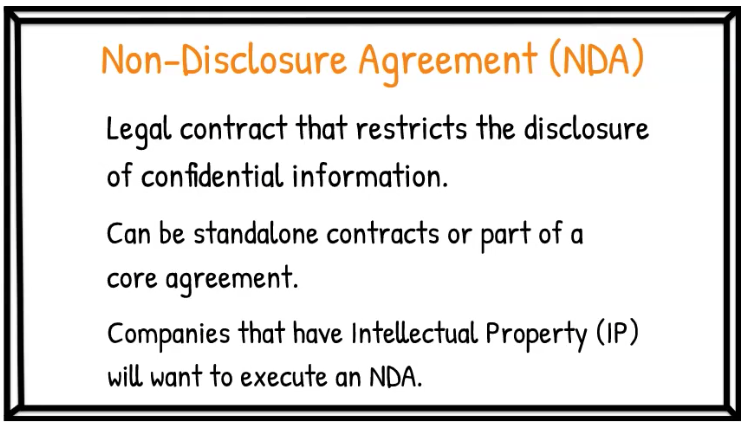 Non-Disclosure Agreement (NDA)
Legal contract that restricts the disclosure
of confidential information.
Can be standalone contracts or part of a
core agreement.
Companies that have Intellectual Property (IP)
will want to execute an NDA.